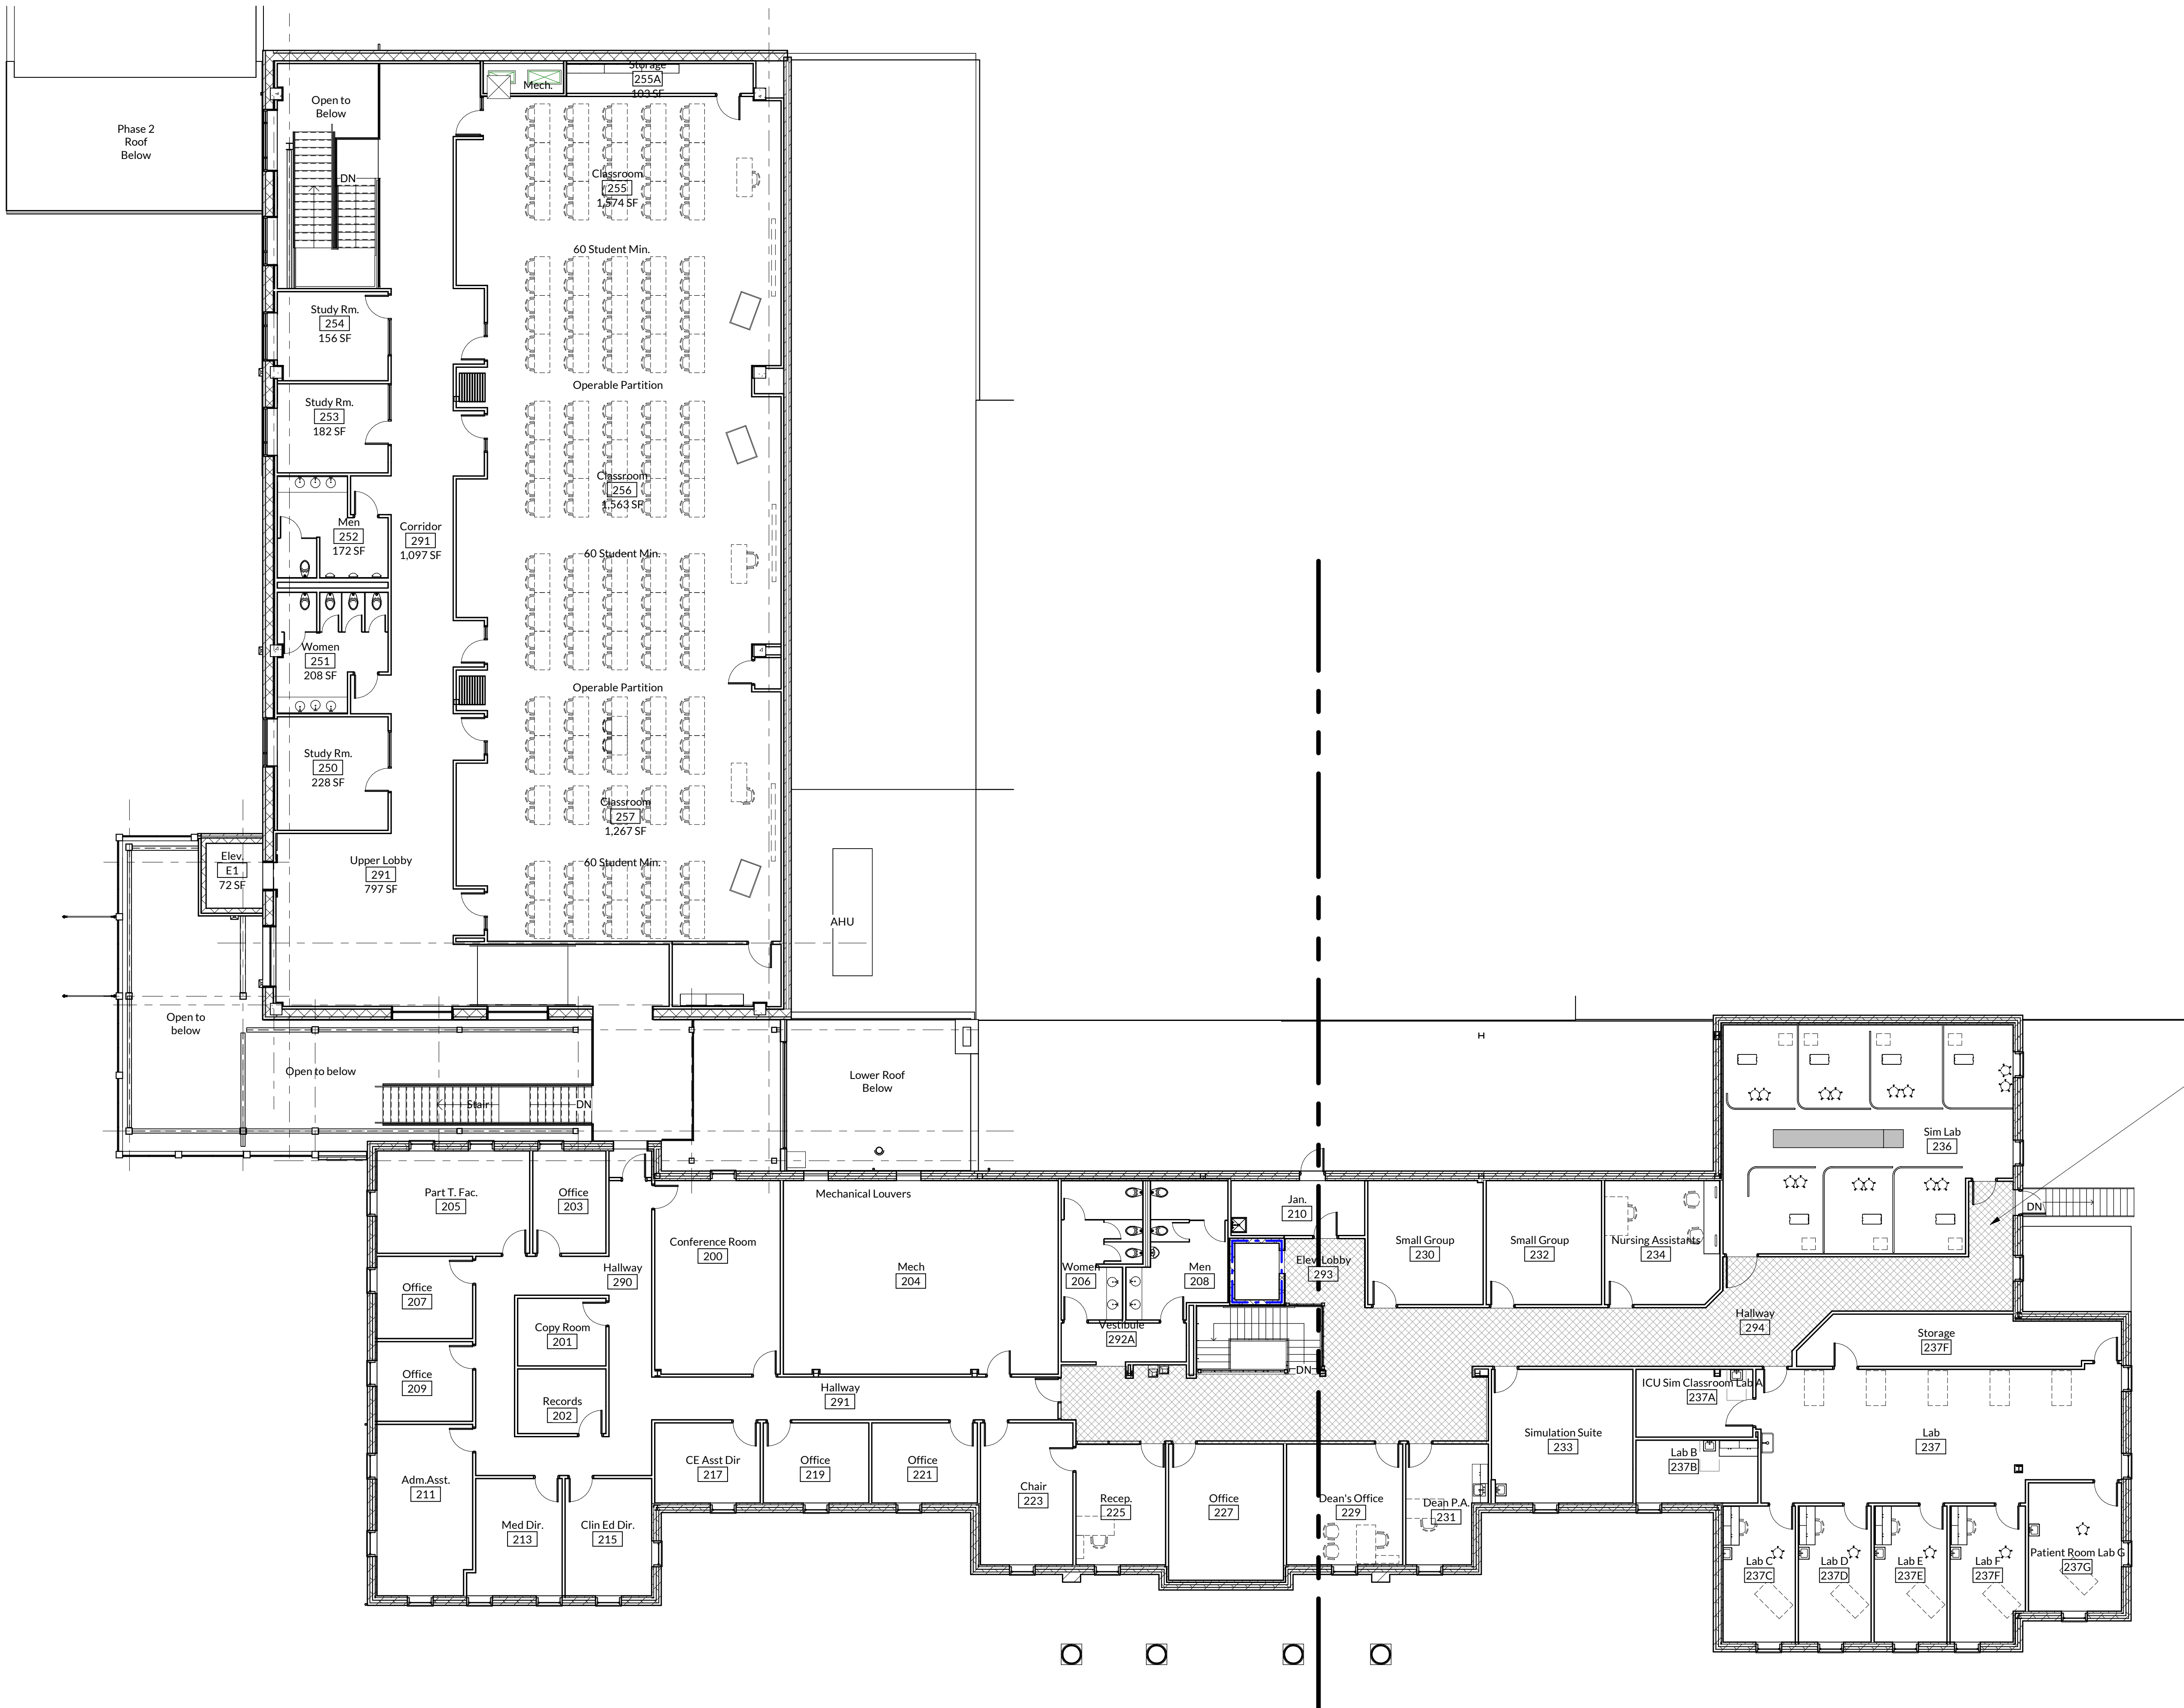 Phase 2
Roof
Below
Open to
Below
DN
Mech.
Storage
255A
103 SF
Classroom
255
1,574 SF
60 Student Min.
Study Rm.
254
156 SF
Operable Partition
Study Rm.
253
182 SF
Classroom
256
1,563 SF
Men
252
172 SF
Corridor
291
1,097 SF
60 Student Min.
Women
251
208 SF
Operable Partition
Study Rm.
250
228 SF
Classroom
257
1,267 SF
60 Student Min.
Elev.
E1
72 SF
Upper Lobby
291
797 SF
AHU
Open to
below
Open to below
Stair
DN
Lower Roof
Below
H
Sim Lab
236
DN
Part T. Fac.
205
Office
203
Mechanical Louvers
Conference Room
200
Mech
204
Women
206
Men
208
Jan.
210
Elev. Lobby
293
Small Group
230
Small Group
232
Nursing Assistants
234
Hallway
290
Office
207
Copy Room
201
Vestibule
292A
DN
Hallway
294
Storage
237F
Office
209
Records
202
Hallway
291
ICU Sim Classroom Lab A
237A
Simulation Suite
233
Lab B
237B
Lab
237
Adm.Asst.
211
CE Asst Dir
217
Office
219
Office
221
Chair
223
Recep.
225
Office
227
Dean's Office
229
Dean P.A.
231
Med Dir.
213
Clin Ed Dir.
215
Lab C
237C
Lab D
237D
Lab E
237E
Lab F
237F
Patient Room Lab G
237G